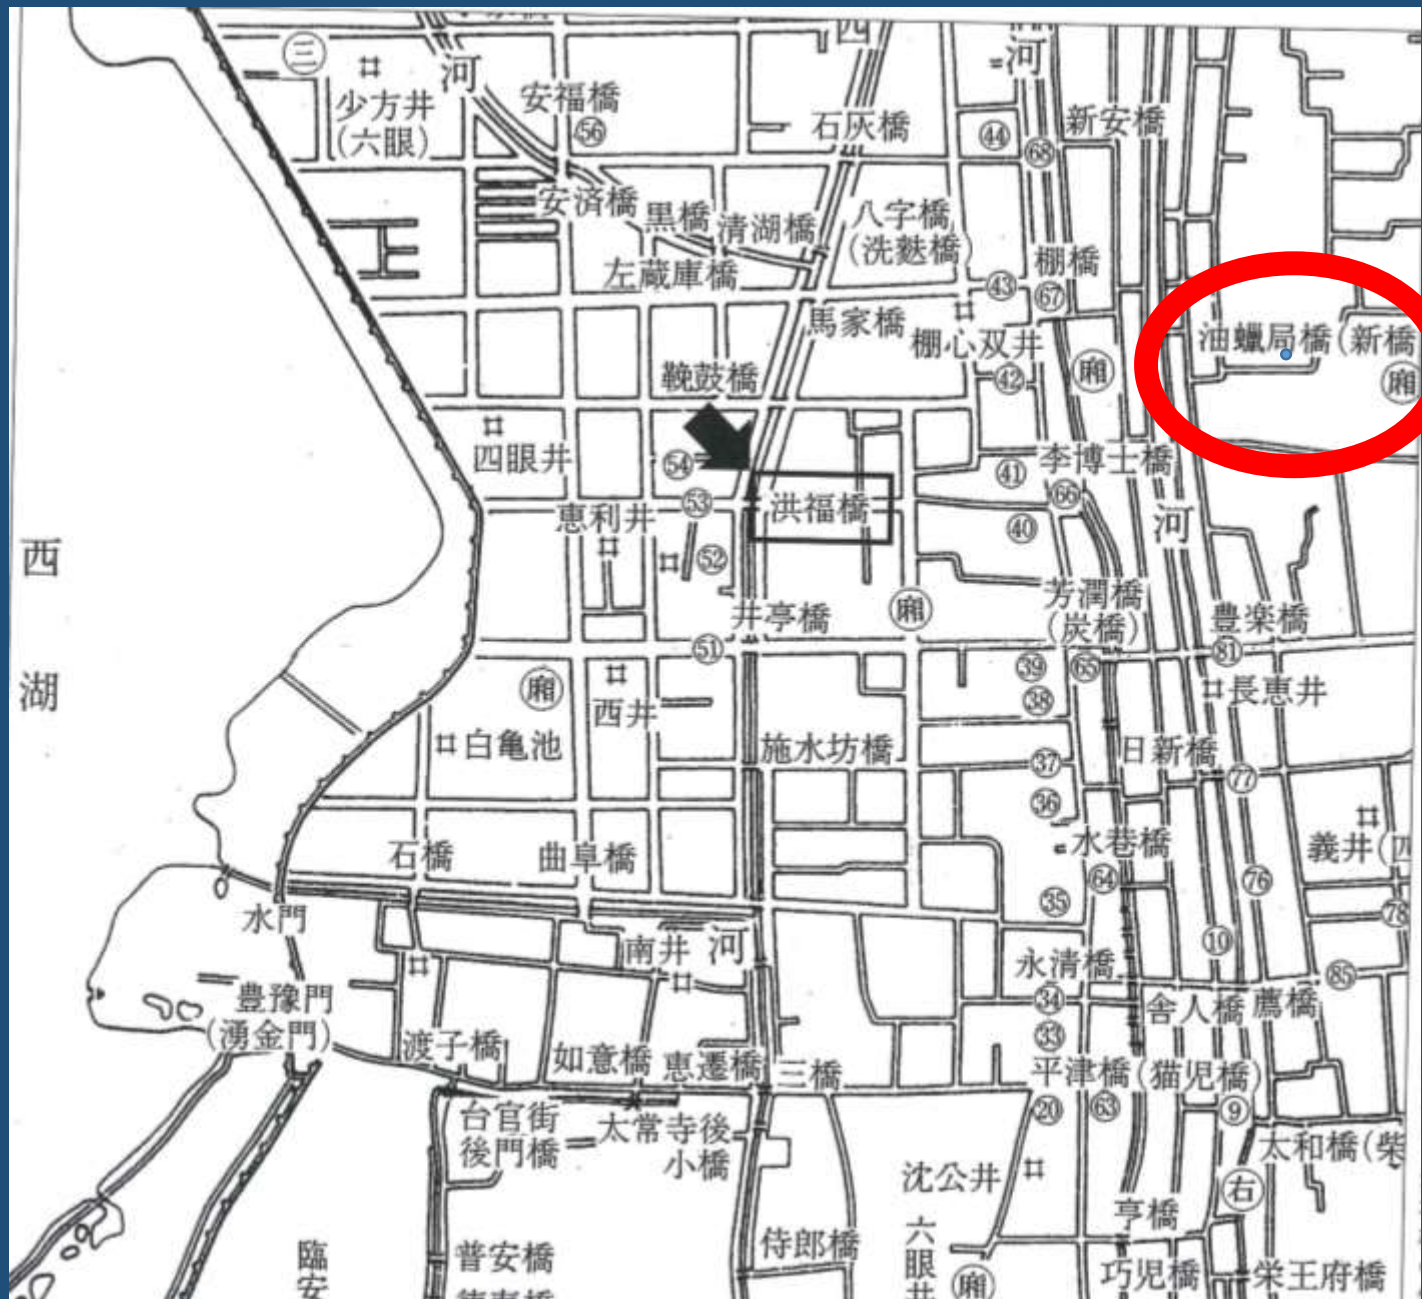 三
少方井
(六眼)
河
安福橋
56
西
石灰橋
河
44
68
新安橋
安済橋
黒橋
清湖橋
八字橋
(洗麩橋)
左蔵庫橋
棚橋
43
67
馬家橋
棚心双井
42
廂
油蠟局橋(新橋
廂
鞔鼓橋
四眼井
54
53
洪福橋
41
李博士橋
66
40
河
恵利井
52
西
湖
井亭橋
廂
芳潤橋
(炭橋)
豊楽橋
51
39
65
81
38
長恵井
廂
西井
白亀池
施水坊橋
37
日新橋
77
36
石橋
曲阜橋
水巷橋
義井(四
64
76
35
78
水門
南井
河
10
永清橋
85
豊豫門
(湧金門)
34
舎人橋
薦橋
33
渡子橋
如意橋
恵遷橋
三橋
平津橋(猫児橋)
20
63
9
台官街
後門橋
太常寺後
小橋
太和橋(柴
沈公井
右
亨橋
臨安
普安橋
侍郎橋
六眼井
廂
巧児橋
栄王府橋